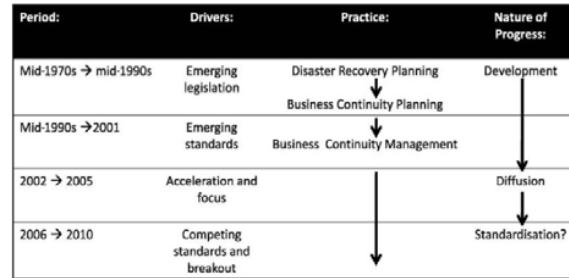 Period: Drivers: Practice: Nature of
Progress:
Mid-1970s → mid-1990s Emerging Disaster Recovery Planning Development
legislation
Business Continuity Planning
Mid-1990s →2001 Emerging Business Continuity Management
standards
2002 → 2005 Acceleration and Diffusion
focus
2006 → 2010 Competing Standardisation?
standards and
breakout